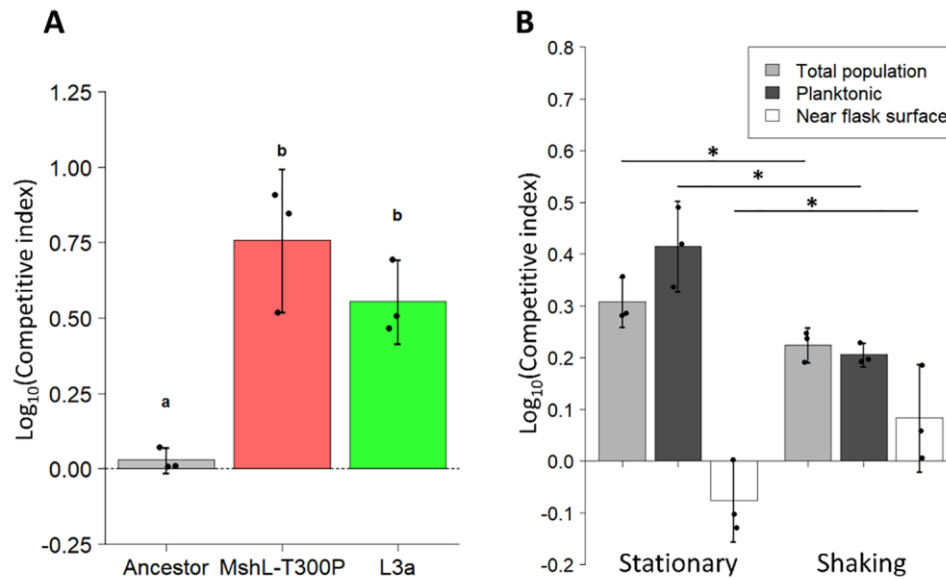 A
Log₁₀(Competitive index)
1.25
1.00
0.75
0.50
0.25
0.00
-0.25
a
b
b
Ancestor MshL-T300P L3a
B
Log₁₀(Competitive index)
0.8
0.7
0.6
0.5
0.4
0.3
0.2
0.1
0.0
-0.1
-0.2
Total population
Planktonic
Near flask surface
*
*
*
Stationary Shaking